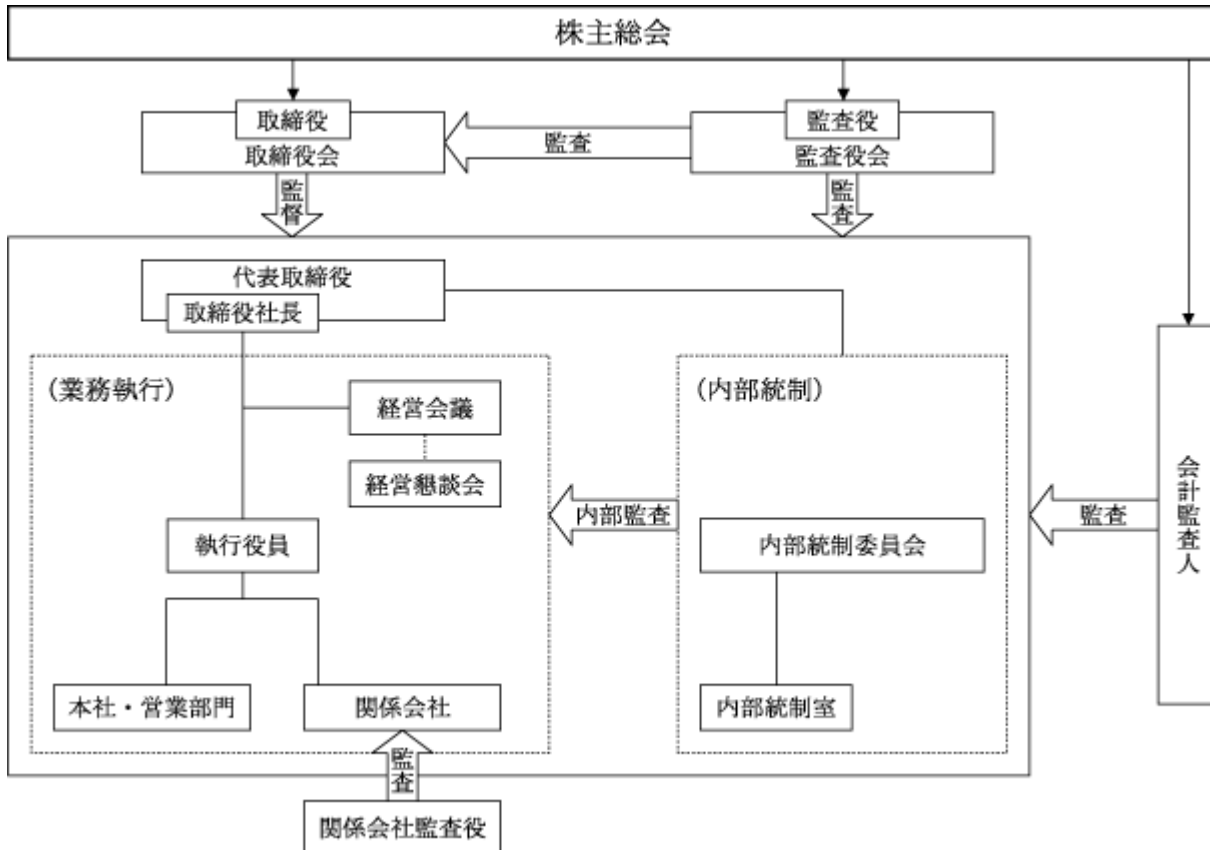 株主総会
取締役
取締役会
監査
監査役
監査役会
監督
監査
代表取締役
取締役社長
(業務執行)
経営会議
経営懇談会
執行役員
本社・営業部門
関係会社
内部監査
(内部統制)
内部統制委員会
内部統制室
監査
会計監査人
監査
関係会社監査役